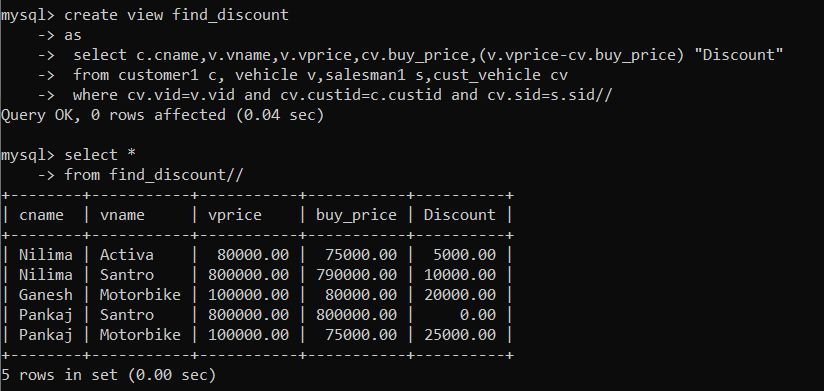 mysql> create view find_discount
    -> as
    ->  select c.cname,v.vname,v.vprice,cv.buy_price,(v.vprice-cv.buy_price) "Discount"
    ->  from customer1 c, vehicle v,salesman1 s,cust_vehicle cv
    ->  where cv.vid=v.vid and cv.custid=c.custid and cv.sid=s.sid//
Query OK, 0 rows affected (0.04 sec)

mysql> select *
    -> from find_discount//
+--------+-----------+-----------+-----------+----------+
| cname  | vname     | vprice    | buy_price | Discount |
+--------+-----------+-----------+-----------+----------+
| Nilima | Activa    |  80000.00 |  75000.00 |  5000.00 |
| Nilima | Santro    | 800000.00 | 790000.00 | 10000.00 |
| Ganesh | Motorbike | 100000.00 |  80000.00 | 20000.00 |
| Pankaj | Santro    | 800000.00 | 800000.00 |     0.00 |
| Pankaj | Motorbike | 100000.00 |  75000.00 | 25000.00 |
+--------+-----------+-----------+-----------+----------+
5 rows in set (0.00 sec)